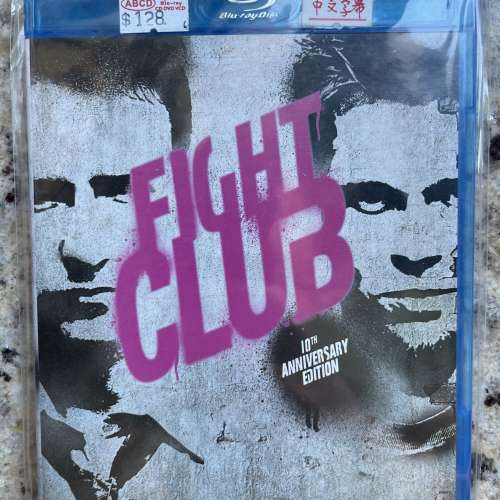 ABCD Blu-ray
CD DVD VCD
$128
Blu-ray Disc
中文字幕
FIGHT
CLUB
10TH
ANNIVERSARY
EDITION